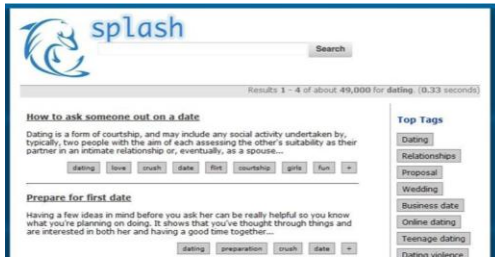 splash
Search
Results 1 - 4 of about 49,000 for dating. (0.33 seconds)
How to ask someone out on a date
Dating is a form of courtship, and may include any social activity undertaken by,
typically, two people with the aim of each assessing the other's suitability as their
partner in an intimate relationship or, eventually, as a spouse...
dating love crush date flirt courtship girls fun +
Prepare for first date
Having a few ideas in mind before you ask her can be really helpful so you know
what you're planning on doing. It shows that you've thought through things and
are interested in both her and having a good time together...
dating preparation crush date +
Top Tags
Dating
Relationships
Proposal
Wedding
Business date
Online dating
Teenage dating
Dating violence